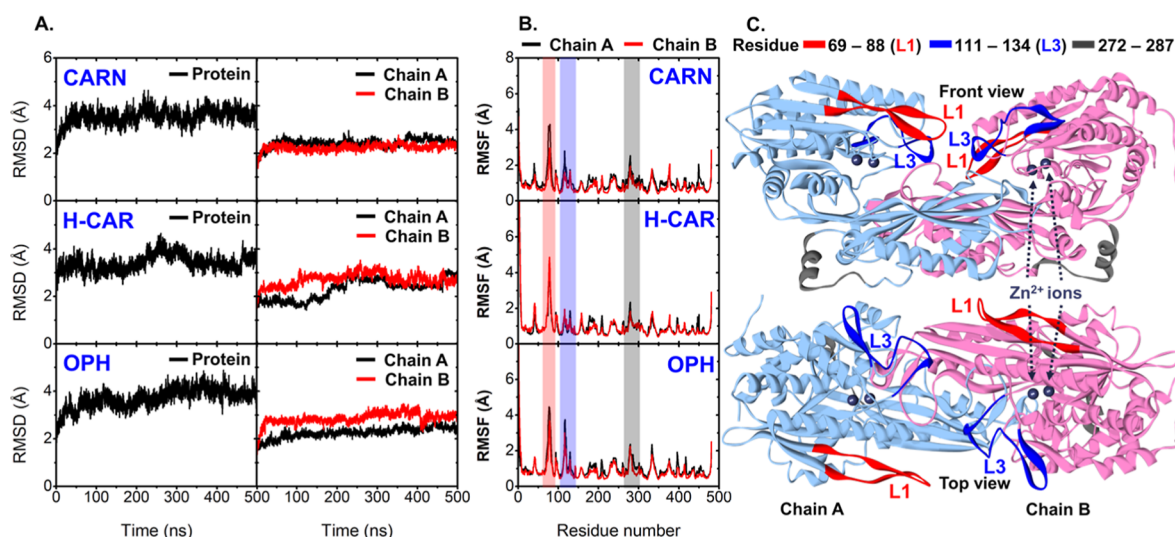 A.
6
CARN
Protein
Chain A
Chain B
4
RMSD (Å)
2
0
H-CAR
Protein
Chain A
Chain B
4
RMSD (Å)
2
0
OPH
Protein
Chain A
Chain B
4
RMSD (Å)
2
0
0 100 200 300 400 500 100 200 300 400 500
Time (ns) Time (ns)
B.
Chain A Chain B
8
CARN
6
RMSF (Å)
4
2
0
H-CAR
6
RMSF (Å)
4
2
0
OPH
6
RMSF (Å)
4
2
0
0 100 200 300 400 500
Residue number
C.
Residue 69 – 88 (L1) 111 – 134 (L3) 272 – 287
Front view
L1
L3
L3
L1
Zn2+ ions
L1
L3
L3
L1
Top view
Chain A Chain B